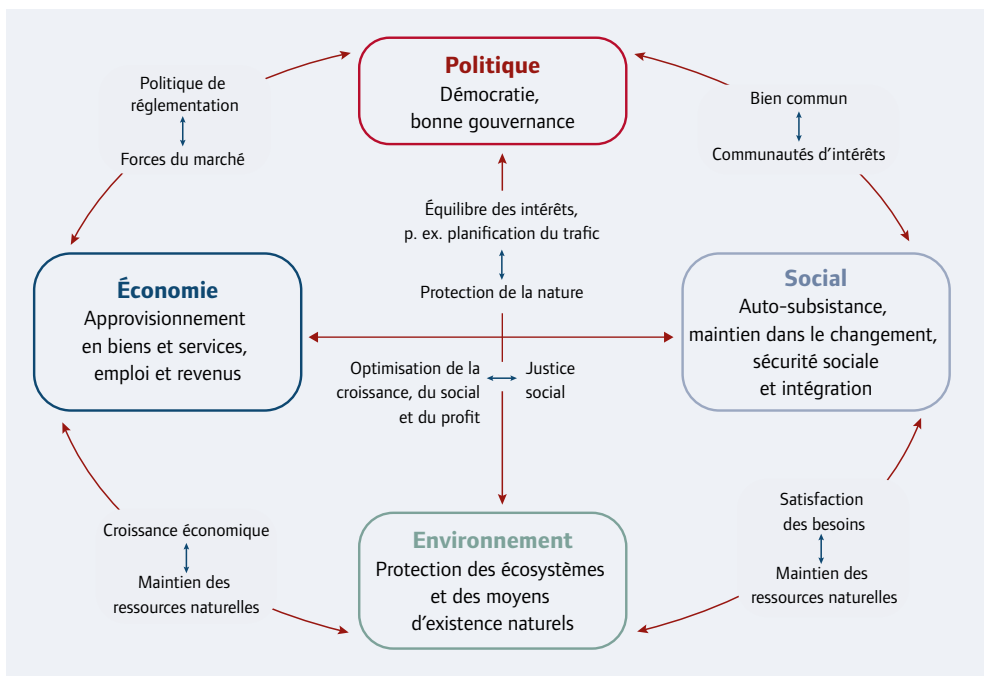 Politique
Démocratie,
bonne gouvernance
Politique de
réglementation
Forces du marché
Bien commun
Communautés d'intérêts
Équilibre des intérêts,
p. ex. planification du trafic
Protection de la nature
Économie
Approvisionnement
en biens et services,
emploi et revenus
Social
Auto-subsistance,
maintien dans le changement,
sécurité sociale
et intégration
Optimisation de la
croissance, du social
et du profit
Justice
social
Croissance économique
Maintien des
ressources naturelles
Satisfaction
des besoins
Maintien des
ressources naturelles
Environnement
Protection des écosystèmes
et des moyens
d'existence naturels